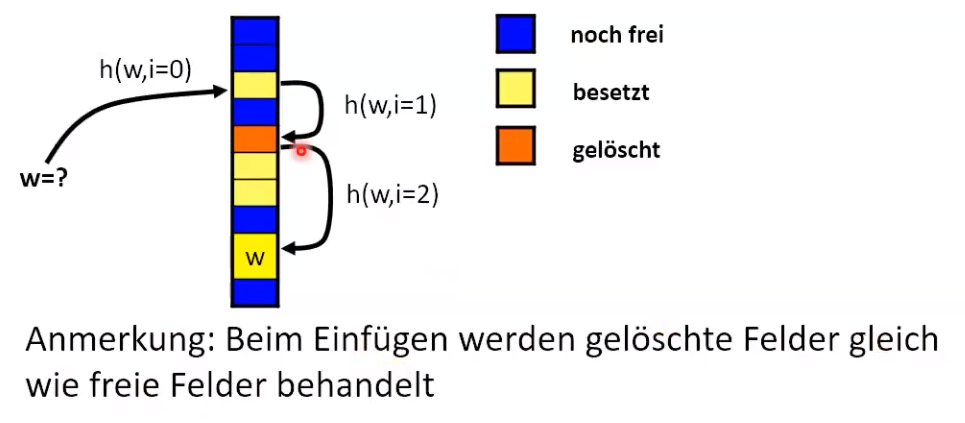 noch frei
h(w,i=0)
besetzt
h(w,i=1)
gelöscht
w=?
h(w,i=2)
w
Anmerkung: Beim Einfügen werden gelöschte Felder gleich
wie freie Felder behandelt